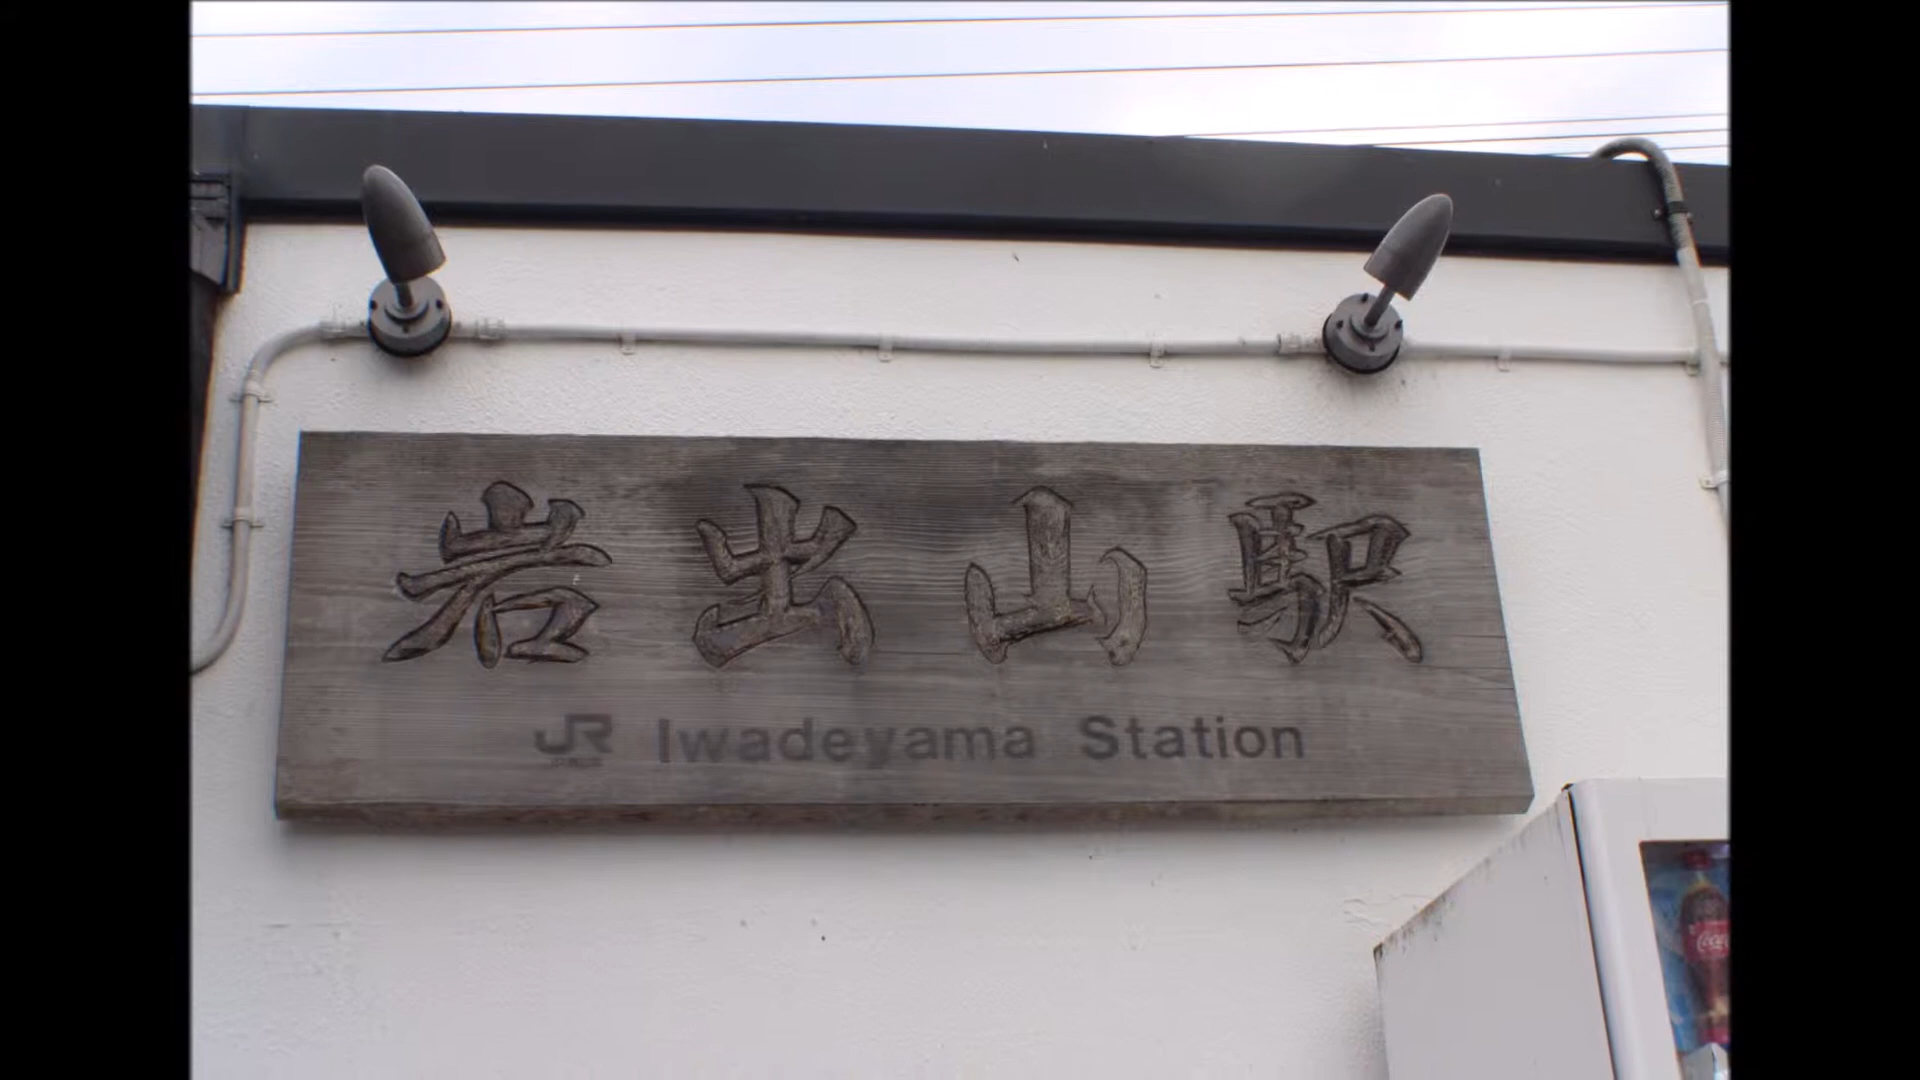 岩出山駅
JR Iwadeyama Station